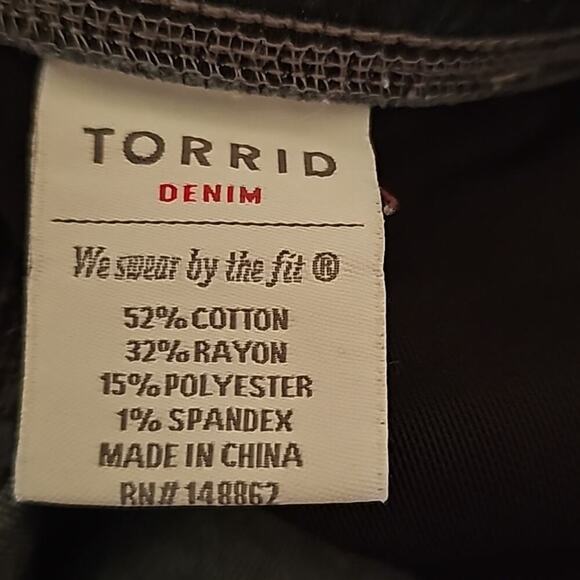 TORRID
DENIM
We swear by the fit ®
52% COTTON
32% RAYON
15% POLYESTER
1% SPANDEX
MADE IN CHINA
RN# 148862